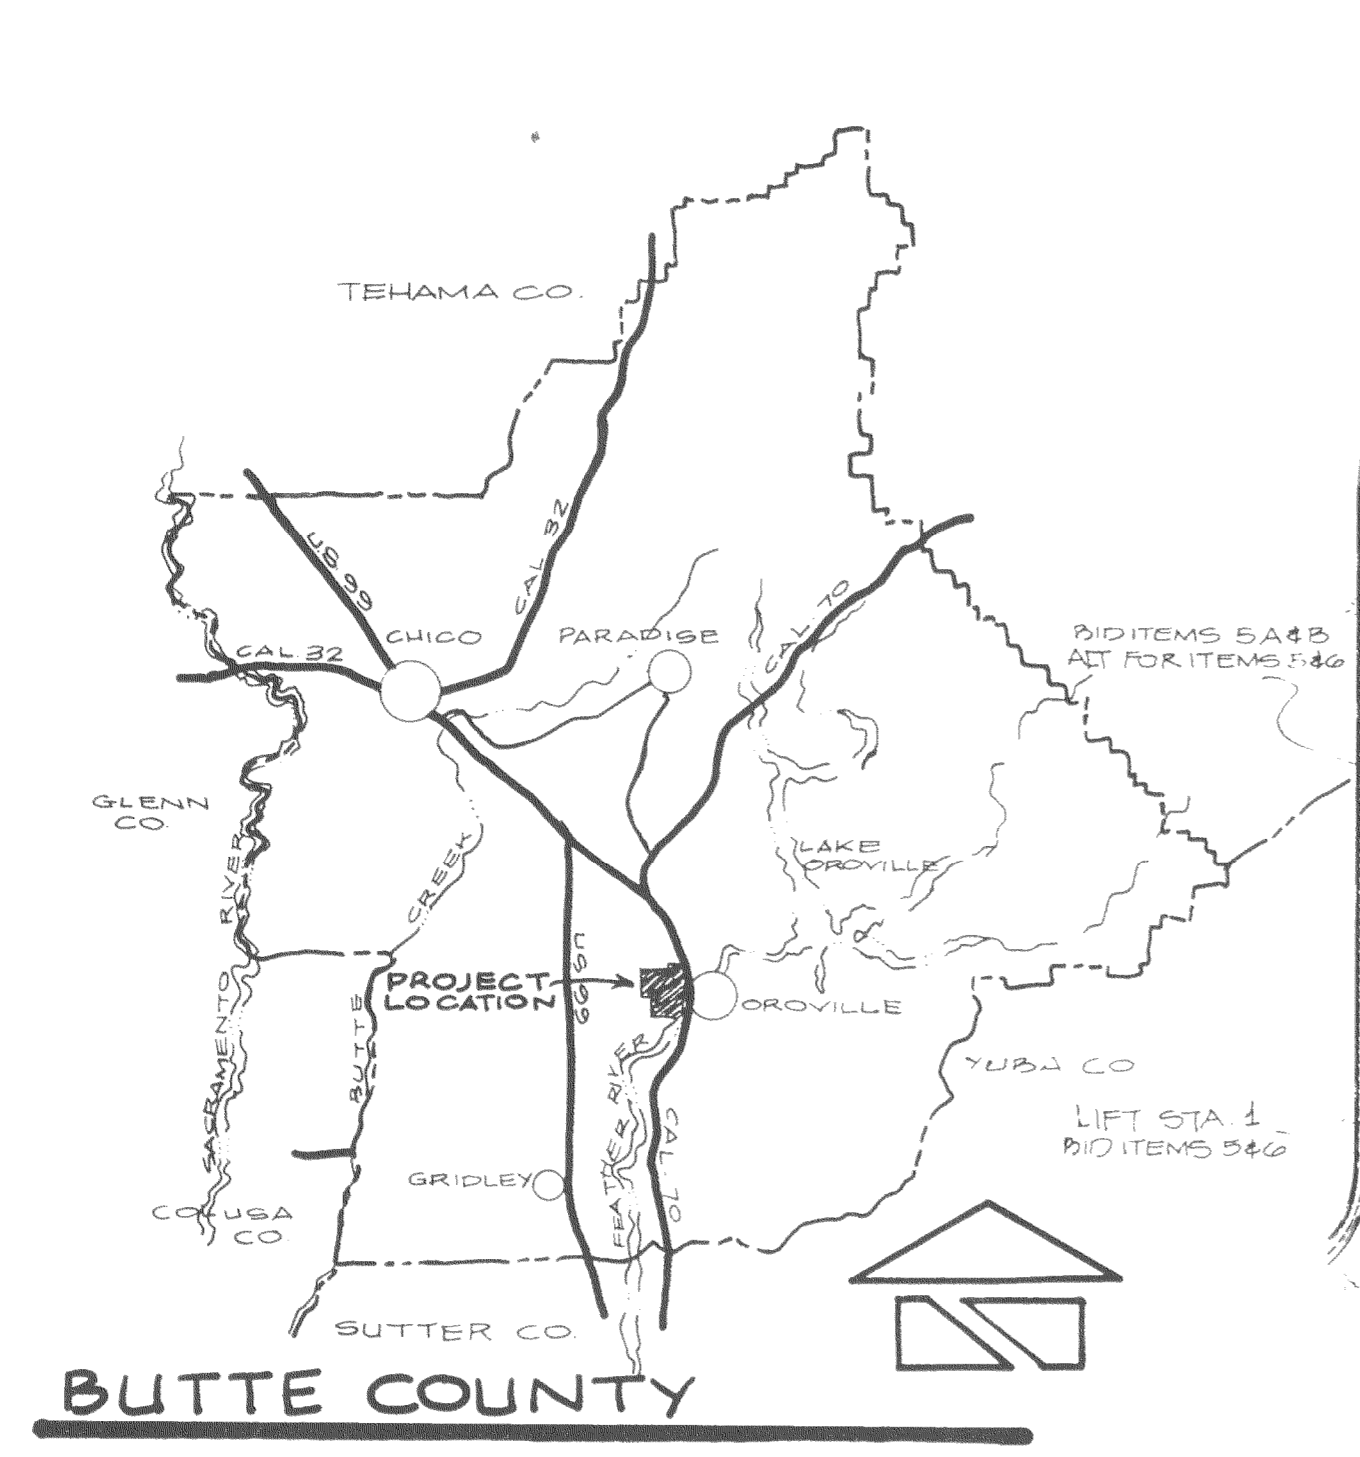 TEHAMA CO.
U.S. 99
CAL 32
CHICO
PARADISE
CAL. 70
CAL. 32
BID ITEMS 5A&B
ALT FOR ITEMS 5&6
GLENN
CO.
RIVER
CREEK
LAKE
OROVILLE
PROJECT
LOCATION
US 99
OROVILLE
SACRAMENTO
BUTTE
FEATHER RIVER
YUBA CO
CAL. 70
LIFT STA. 1
BID ITEMS 5&6
GRIDLEY
COLUSA
CO.
SUTTER CO.
BUTTE COUNTY